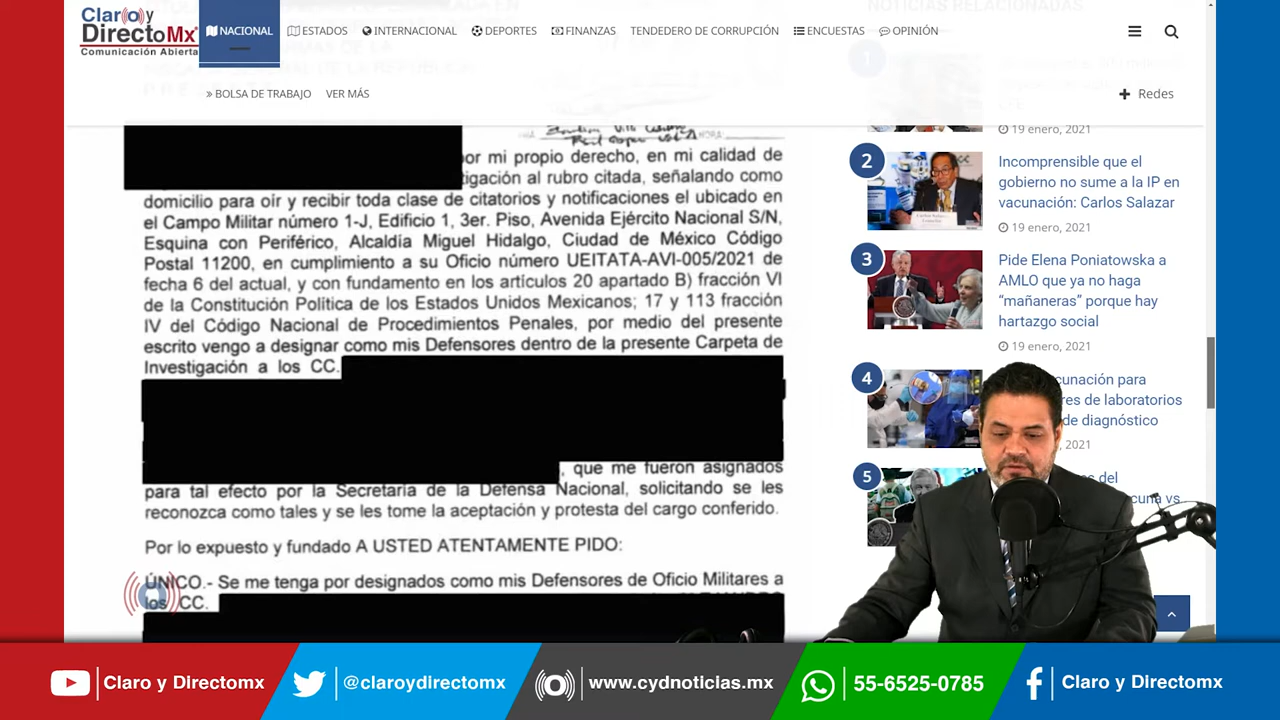 Claro y
DirectoMx
Comunicación Abierta
NACIONAL
ESTADOS
INTERNACIONAL
DEPORTES
FINANZAS
TENDEDERO DE CORRUPCIÓN
ENCUESTAS
OPINIÓN
» BOLSA DE TRABAJO
VER MÁS
Redes
NOTICIAS RELACIONADAS
por mi propio derecho, en mi calidad de
tigación al rubro citada, señalando como
domicilio para oír y recibir toda clase de citatorios y notificaciones el ubicado en
el Campo Militar número 1-J, Edificio 1, 3er. Piso, Avenida Ejército Nacional S/N,
Esquina con Periférico, Alcaldía Miguel Hidalgo, Ciudad de México Código
Postal 11200, en cumplimiento a su Oficio número UEITATA-AVI-005/2021 de
fecha 6 del actual, y con fundamento en los artículos 20 apartado B) fracción VI
de la Constitución Política de los Estados Unidos Mexicanos; 17 y 113 fracción
IV del Código Nacional de Procedimientos Penales, por medio del presente
escrito vengo a designar como mis Defensores dentro de la presente Carpeta de
Investigación a los CC.
, que me fueron asignados
para tal efecto por la Secretaría de la Defensa Nacional, solicitando se les
reconozca como tales y se les tome la aceptación y protesta del cargo conferido.
Por lo expuesto y fundado A USTED ATENTAMENTE PIDO:
ÚNICO.- Se me tenga por designados como mis Defensores de Oficio Militares a
los CC.
1
19 enero, 2021
2
Incomprensible que el
gobierno no sume a la IP en
vacunación: Carlos Salazar
19 enero, 2021
3
Pide Elena Poniatowska a
AMLO que ya no haga
“mañaneras” porque hay
hartazgo social
19 enero, 2021
4
cunación para
res de laboratorios
de diagnóstico
2021
5
s del
cuna vs
Claro y Directomx
@claroydirectomx
www.cydnoticias.mx
55-6525-0785
Claro y Directomx